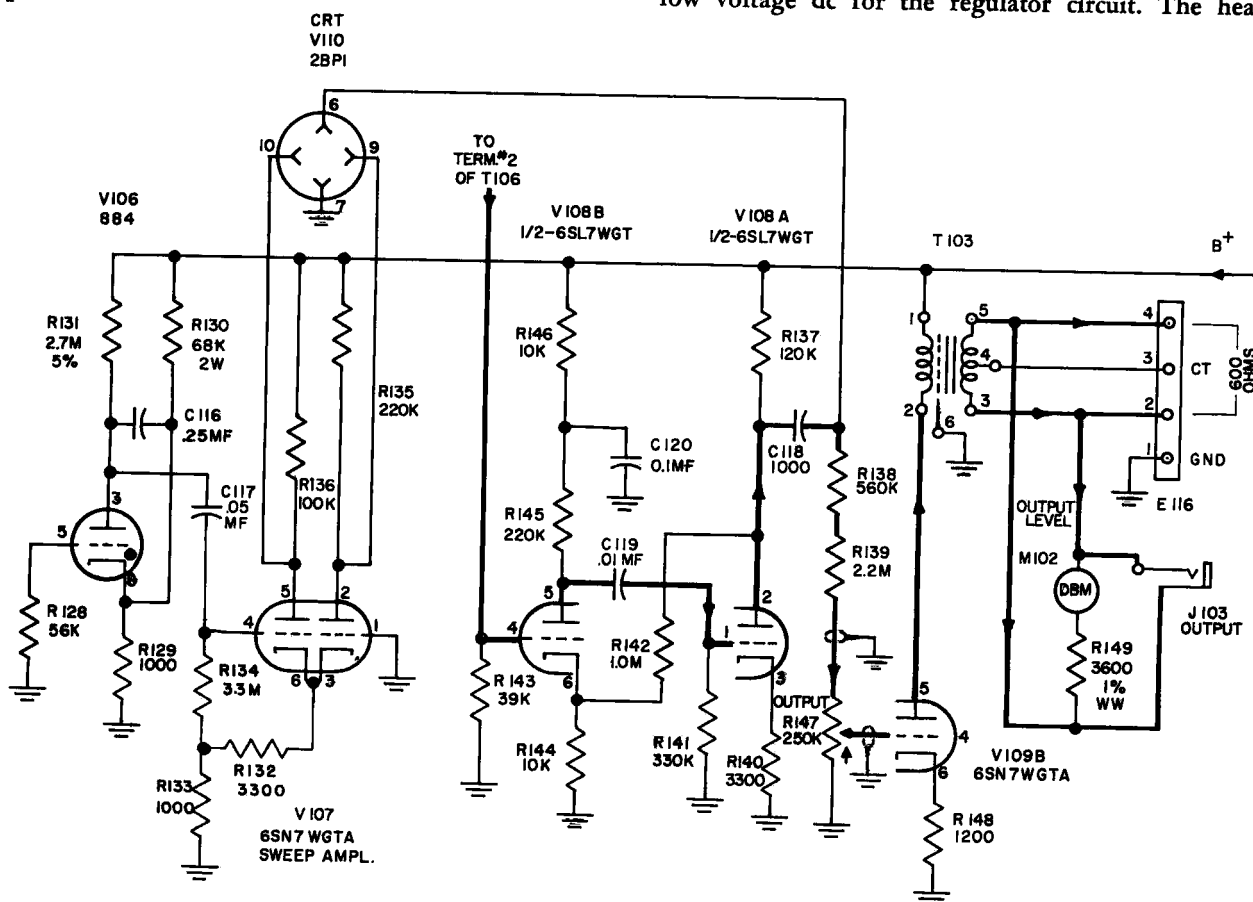 low voltage dc for the regulator circuit. The hea
CRT
V110
2BP1
6
10
9
7
TO
TERM.#2
OF T106
V106
884
V108B
1/2-6SL7WGT
V108A
1/2-6SL7WGT
T103
B+
R131
2.7M
5%
R130
68K
2W
R135
220K
R146
10K
R137
120K
1
2
5
4
3
6
4
3
CT
2
1
GND
600
OHMS
E116
C116
.25MF
C117
.05
MF
R136
100K
C120
0.1MF
C118
1000
R138
560K
R145
220K
C119
.01MF
R139
2.2M
OUTPUT
LEVEL
M102
DBM
J103
OUTPUT
3
5
8
R128
56K
R129
1000
5
2
4
1
6
3
R134
3.3M
R132
3300
R133
1000
V107
6SN7WGTA
SWEEP AMPL.
5
4
6
R143
39K
R142
1.0M
R144
10K
2
1
3
R141
330K
R140
3300
OUTPUT
R147
250K
5
4
6
V109B
6SN7WGTA
R148
1200
R149
3600
1%
WW